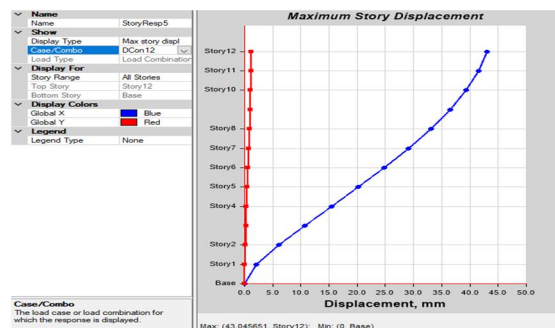 Name
Name StoryResp5
Show
Display Type Max story displ
Case/Combo DCon12
Load Type Load Combination
Display For
Story Range All Stories
Top Story Story12
Bottom Story Base
Display Colors
Global X Blue
Global Y Red
Legend
Legend Type None
Case/Combo
The load case or load combination for
which the response is displayed.
Maximum Story Displacement
Story12
Story11
Story10
Story8
Story7
Story6
Story5
Story4
Story2
Story1
Base
0.0 5.0 10.0 15.0 20.0 25.0 30.0 35.0 40.0 45.0 50.0
Displacement, mm
Max: (43.045651, Story12); Min: (0, Base)